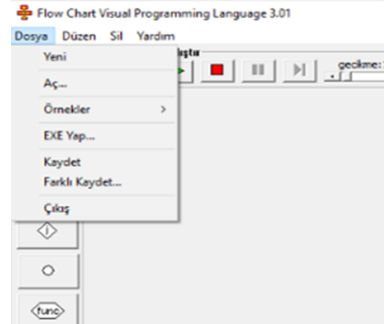 Flow Chart Visual Programming Language 3.01
Dosya Düzen Sil Yardım
gecikme:
Yeni
Aç...
Örnekler >
EXE Yap...
Kaydet
Farklı Kaydet...
Çıkış
func